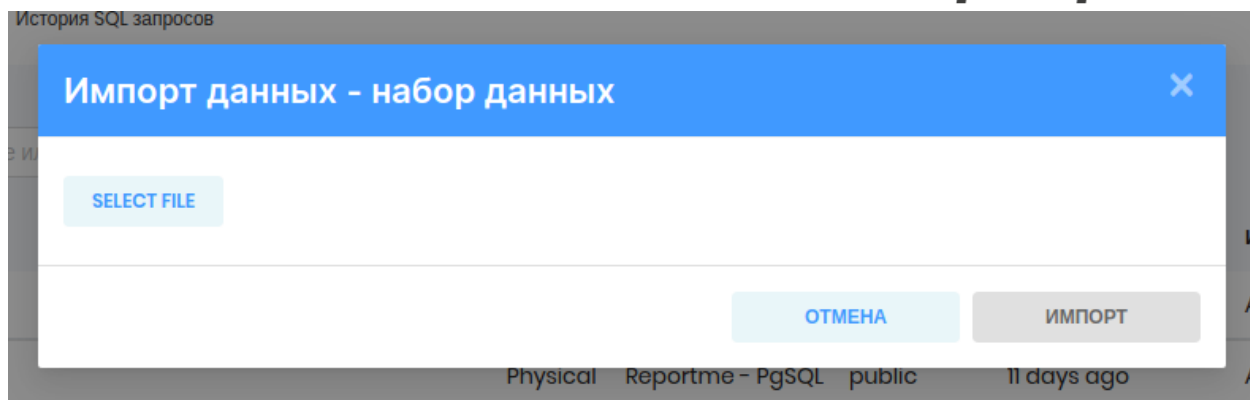 История SQL запросов
Импорт данных - набор данных
×
SELECT FILE
ОТМЕНА
ИМПОРТ
Physical Reportme - PgSQL public 11 days ago